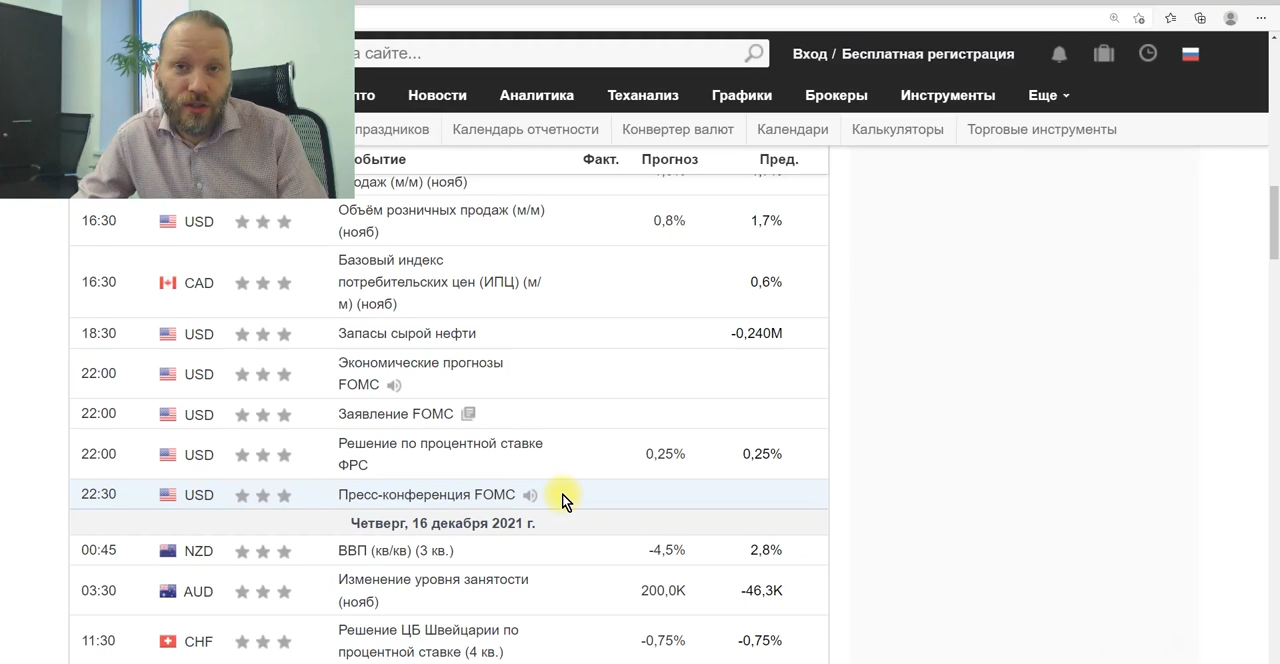 а сайте...
Вход / Бесплатная регистрация
пто Новости Аналитика Теханализ Графики Брокеры Инструменты Еще
праздников Календарь отчетности Конвертер валют Календари Калькуляторы Торговые инструменты
обытие Факт. Прогноз Пред.
одаж (м/м) (нояб)
16:30 USD Объём розничных продаж (м/м) 0,8% 1,7%
(нояб)
16:30 CAD Базовый индекс
потребительских цен (ИПЦ) (м/ 0,6%
м) (нояб)
18:30 USD Запасы сырой нефти -0,240M
22:00 USD Экономические прогнозы
FOMC
22:00 USD Заявление FOMC
22:00 USD Решение по процентной ставке 0,25% 0,25%
ФРС
22:30 USD Пресс-конференция FOMC
Четверг, 16 декабря 2021 г.
00:45 NZD ВВП (кв/кв) (3 кв.) -4,5% 2,8%
03:30 AUD Изменение уровня занятости 200,0K -46,3K
(нояб)
11:30 CHF Решение ЦБ Швейцарии по -0,75% -0,75%
процентной ставке (4 кв.)